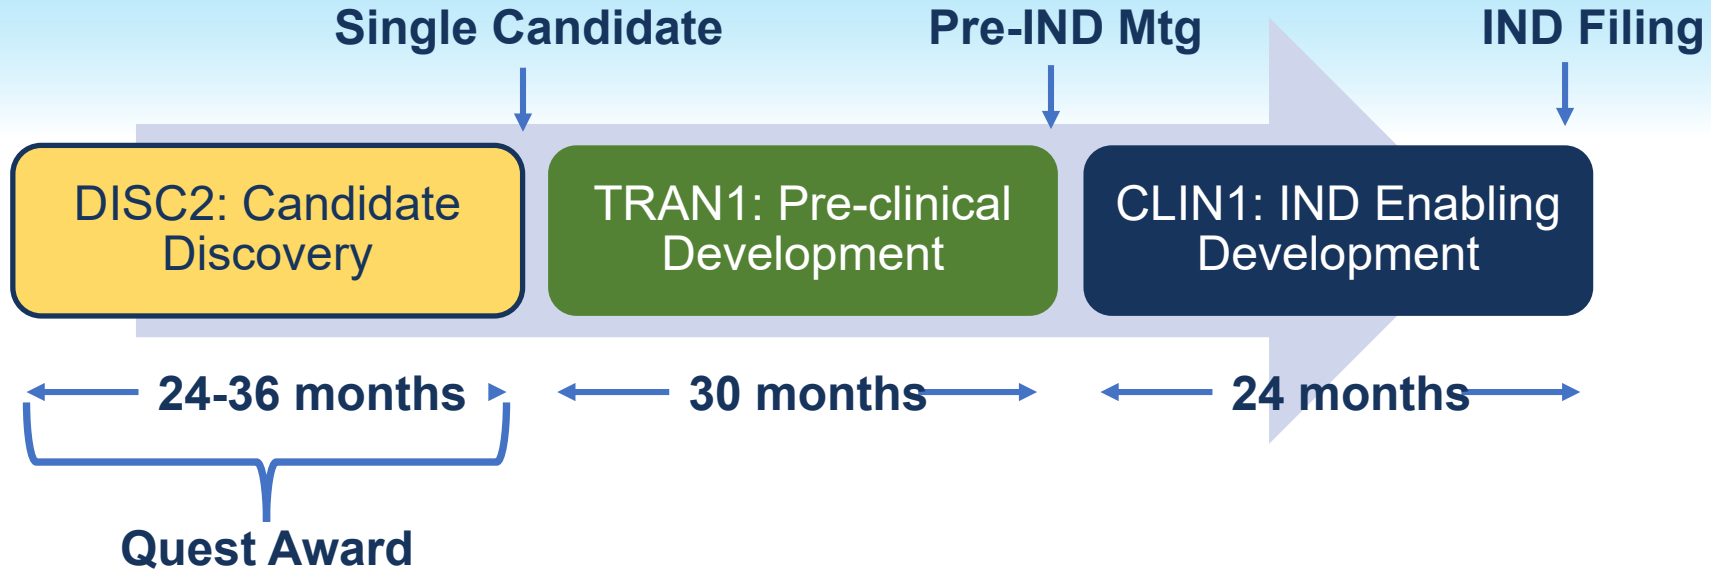 Single Candidate
Pre-IND Mtg
IND Filing
DISC2: Candidate
Discovery
TRAN1: Pre-clinical
Development
CLIN1: IND Enabling
Development
24-36 months
30 months
24 months
Quest Award